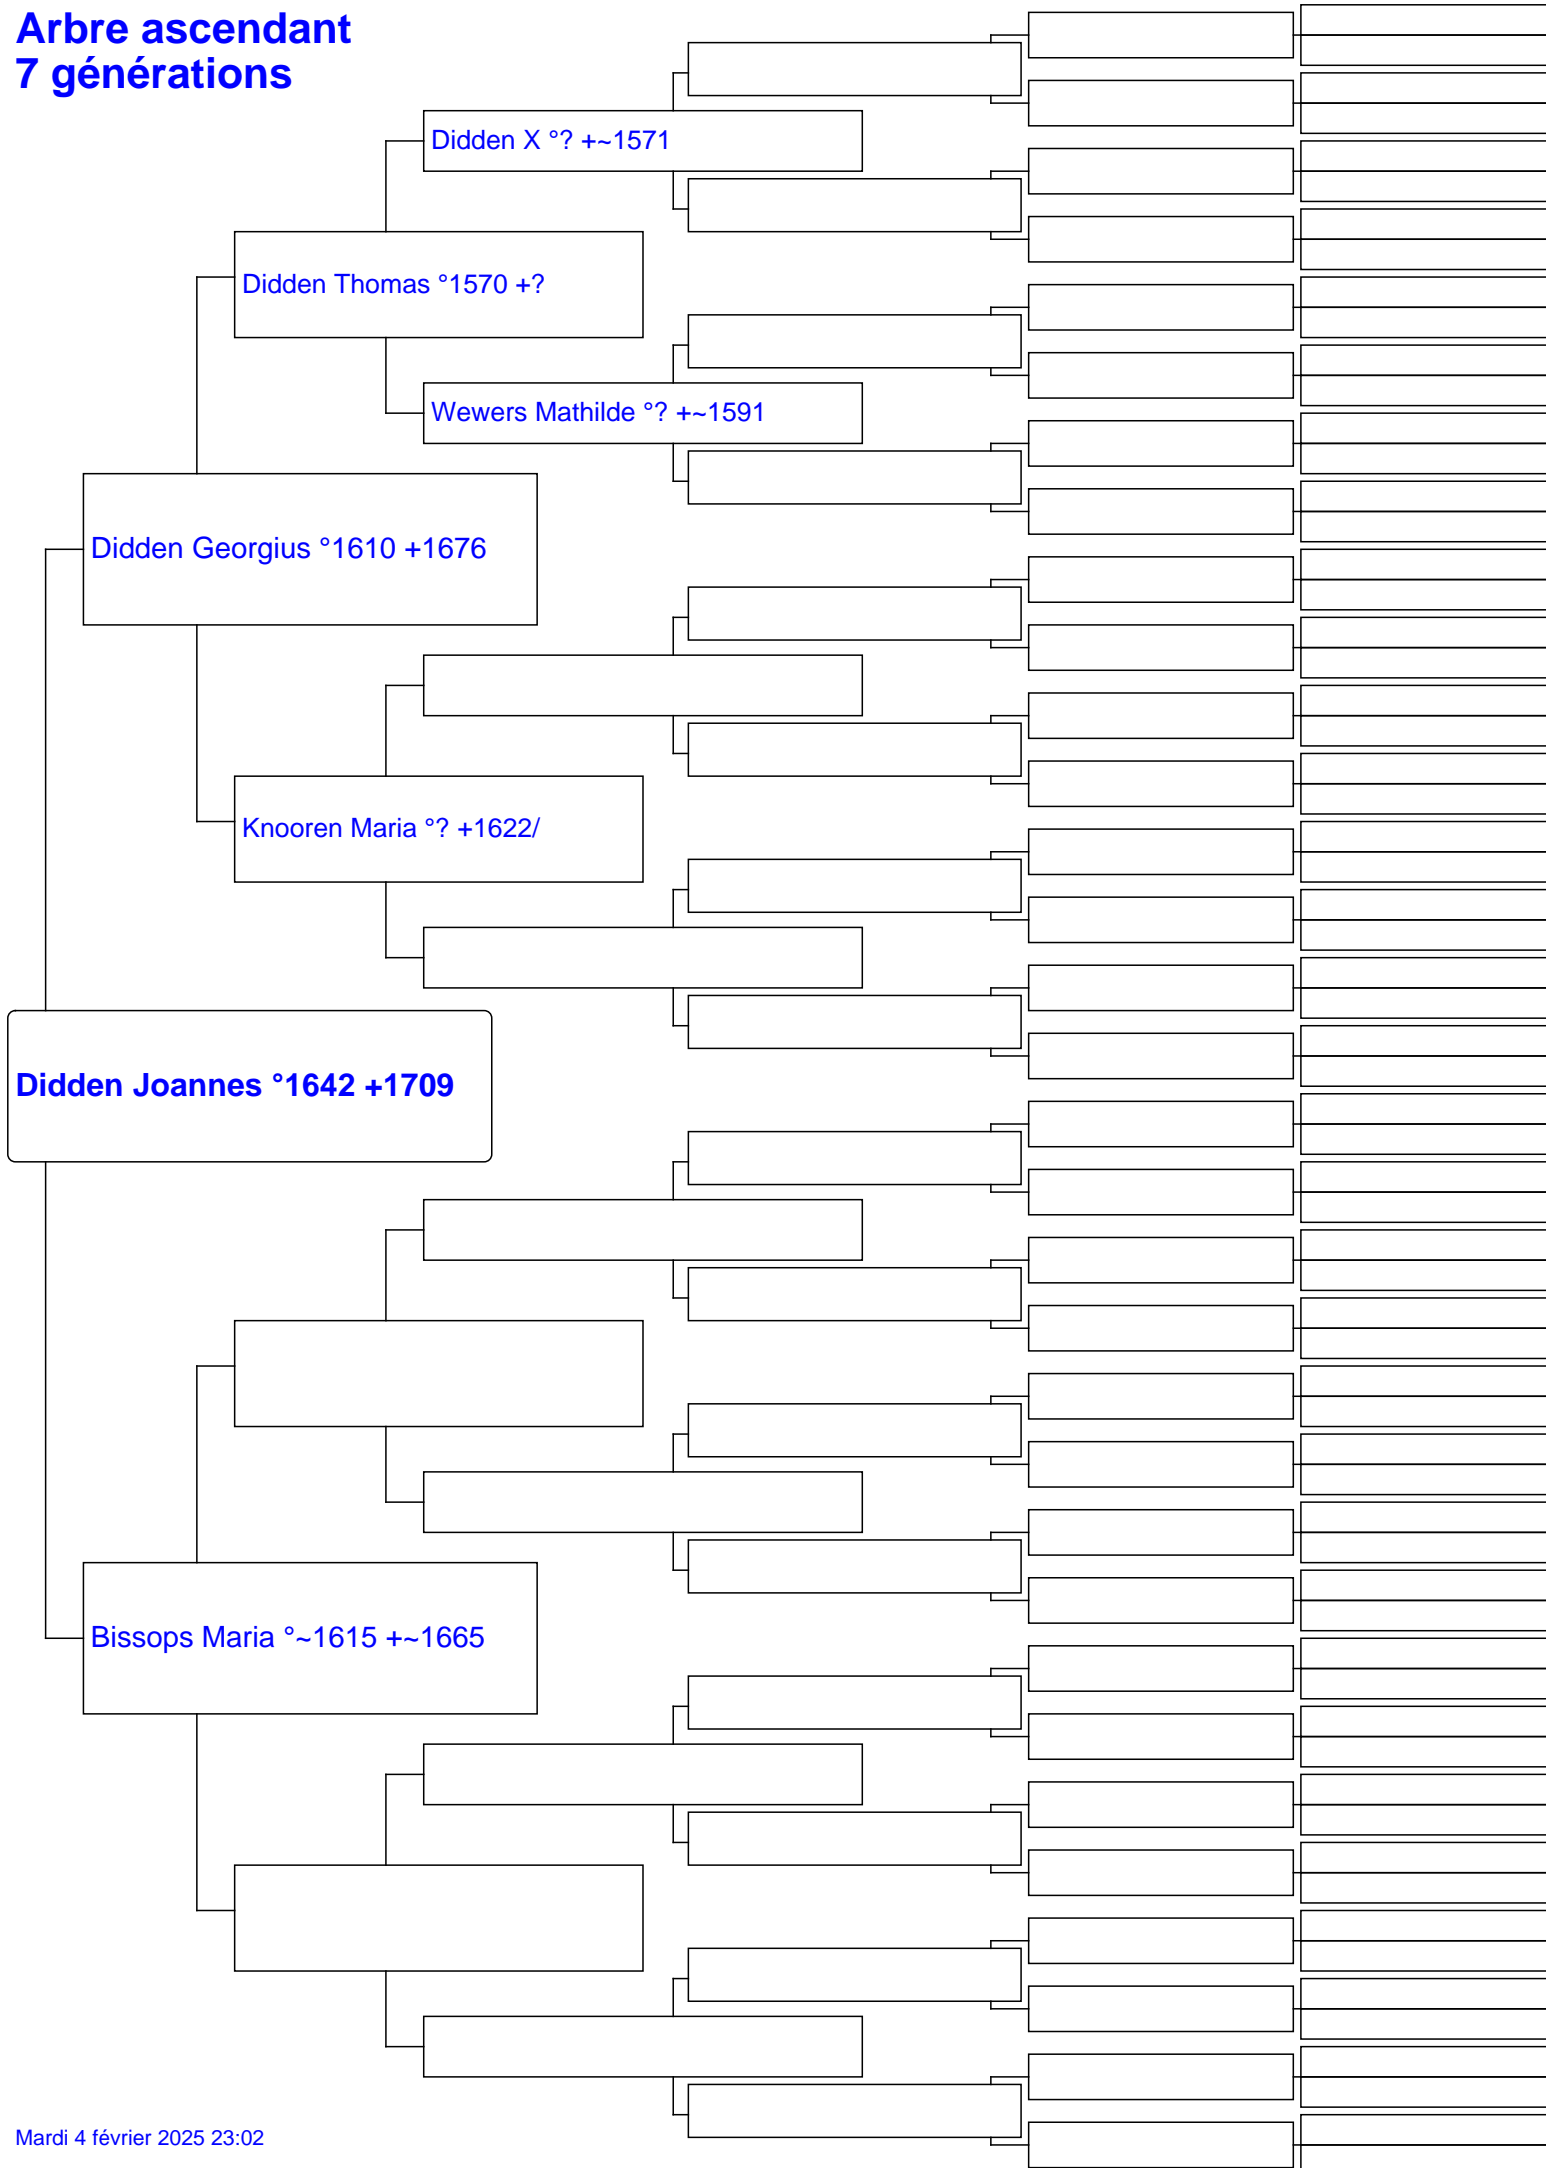 Arbre ascendant
7 générations
Didden X °? +~1571
Didden Thomas °1570 +?
Wewers Mathilde °? +~1591
Didden Georgius °1610 +1676
Knooren Maria °? +1622/
Didden Joannes °1642 +1709
Bissops Maria °~1615 +~1665
Mardi 4 février 2025 23:02